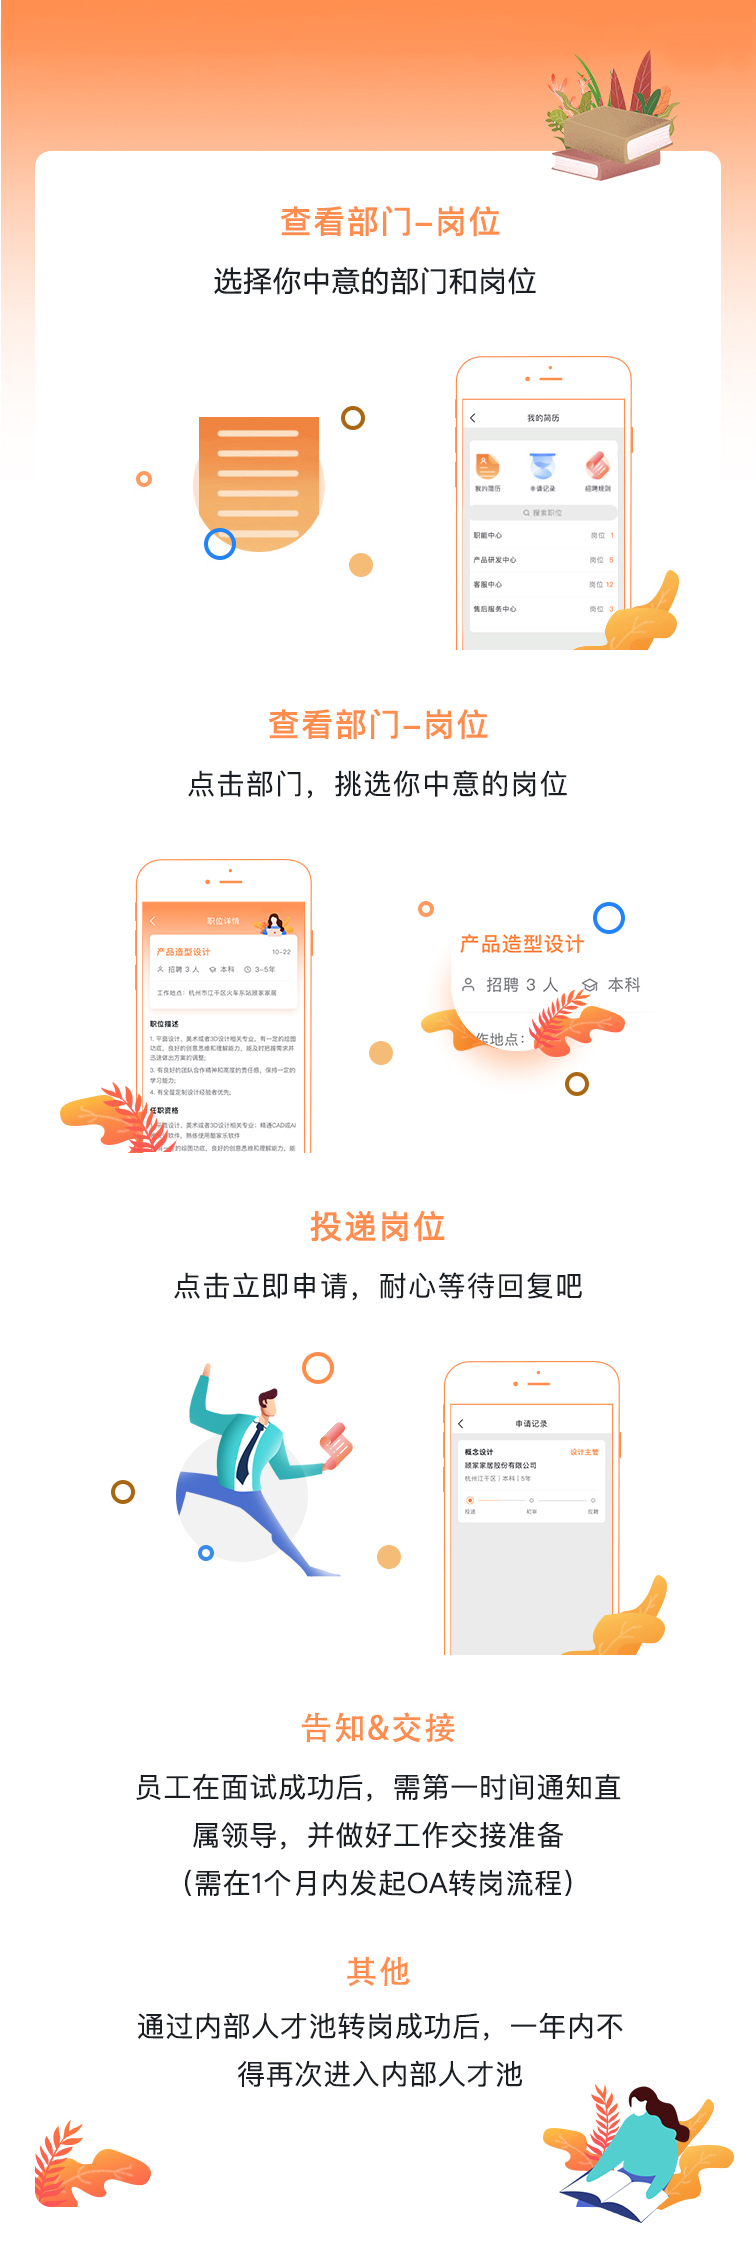 查看部门-岗位
选择你中意的部门和岗位
我的简历
我的简历 申请记录 招聘规则
搜索职位
职能中心 岗位 1
产品研发中心 岗位 5
客服中心 岗位 12
售后服务中心 岗位 3
查看部门-岗位
点击部门，挑选你中意的岗位
职位详情
产品造型设计 10-22
招聘 3 人 本科 3-5年
工作地点：杭州市江干区火车东站顾家家居
职位描述
1. 平面设计、美术或者3D设计相关专业，有一定的绘图
功底，良好的创意思维和理解能力，能及时把握需求并
迅速做出方案的调整；
3. 有良好的团队合作精神和高度的责任感，保持一定的
学习能力；
4. 有全屋定制设计经验者优先；
任职资格
设计、美术或者3D设计相关专业；精通CAD或AI
软件，熟练使用酷家乐软件
的绘图功底，良好的创意思维和理解能力，能
产品造型设计
招聘 3 人 本科
作地点：
投递岗位
点击立即申请，耐心等待回复吧
申请记录
概念设计 设计主管
顾家家居股份有限公司
杭州江干区 | 本科 | 5年
投递 初审 应聘
告知&交接
员工在面试成功后，需第一时间通知直
属领导，并做好工作交接准备
（需在1个月内发起OA转岗流程）
其他
通过内部人才池转岗成功后，一年内不
得再次进入内部人才池